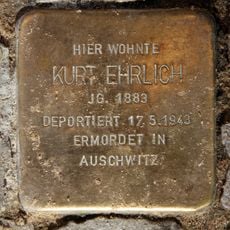 HIER WOHNTE
KURT EHRLICH
JG. 1883
DEPORTIERT 17.5.1943
ERMORDET IN
AUSCHWITZ